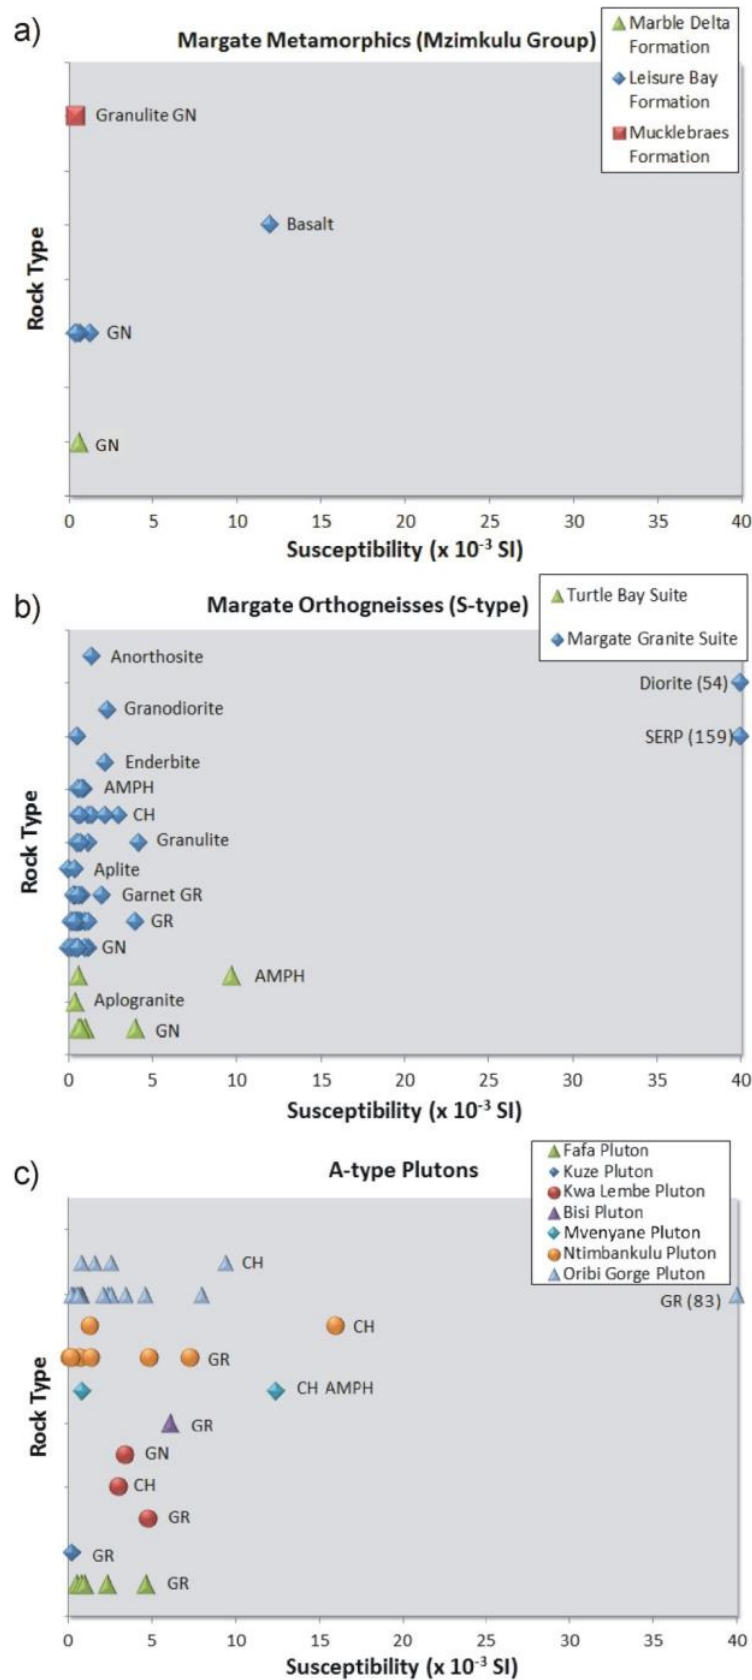 a)
Margate Metamorphics (Mzimkulu Group)
Marble Delta
Formation
Leisure Bay
Formation
Mucklebraes
Formation
Granulite GN
Basalt
GN
GN
Rock Type
0 5 10 15 20 25 30 35 40
Susceptibility (x 10⁻³ SI)
b)
Margate Orthogneisses (S-type)
Turtle Bay Suite
Margate Granite Suite
Anorthosite
Diorite (54)
Granodiorite
SERP (159)
Enderbite
AMPH
CH
Granulite
Aplite
Garnet GR
GR
GN
AMPH
Aplogranite
GN
Rock Type
0 5 10 15 20 25 30 35 40
Susceptibility (x 10⁻³ SI)
c)
A-type Plutons
Fafa Pluton
Kuze Pluton
Kwa Lembe Pluton
Bisi Pluton
Mvenyane Pluton
Ntimbankulu Pluton
Oribi Gorge Pluton
CH
GR (83)
CH
GR
CH AMPH
GR
GN
CH
GR
GR
GR
Rock Type
0 5 10 15 20 25 30 35 40
Susceptibility (x 10⁻³ SI)